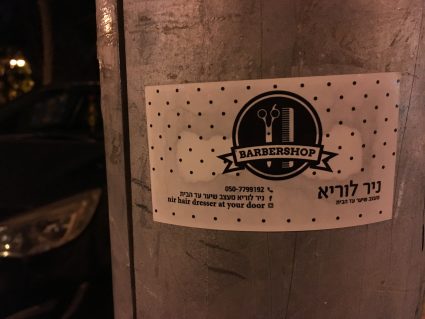 BARBERSHOP
ניר לוריא
מעצב שיער עד הבית
050-7799192
ניר לוריא מעצב שיער עד הבית
nir hair dresser at your door